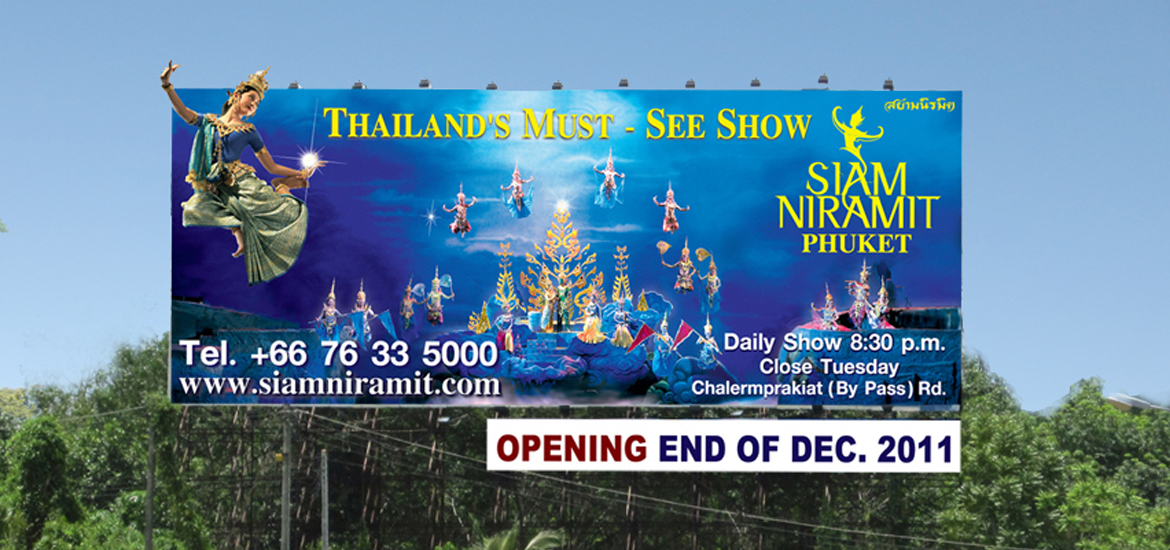 THAILAND'S MUST - SEE SHOW
(สยามนิรมิต)
SIAM
NIRAMIT
PHUKET
Tel. +66 76 33 5000
www.siamniramit.com
Daily Show 8:30 p.m.
Close Tuesday
Chalermprakiat (By Pass) Rd.
OPENING END OF DEC. 2011